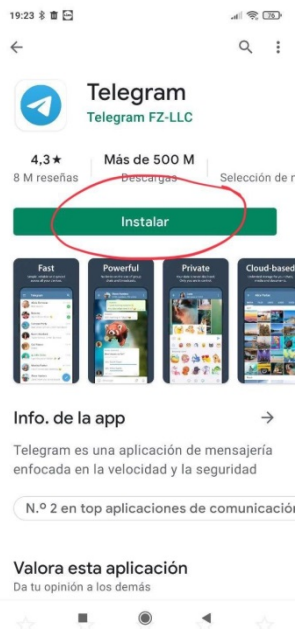 19:23
76
Telegram
Telegram FZ-LLC
4,3★ Más de 500 M
8 M reseñas Descargas Selección de r
Instalar
Fast
Powerful
Private
Cloud-based
Info. de la app
Telegram es una aplicación de mensajería
enfocada en la velocidad y la seguridad
N.º 2 en top aplicaciones de comunicación
Valora esta aplicación
Da tu opinión a los demás